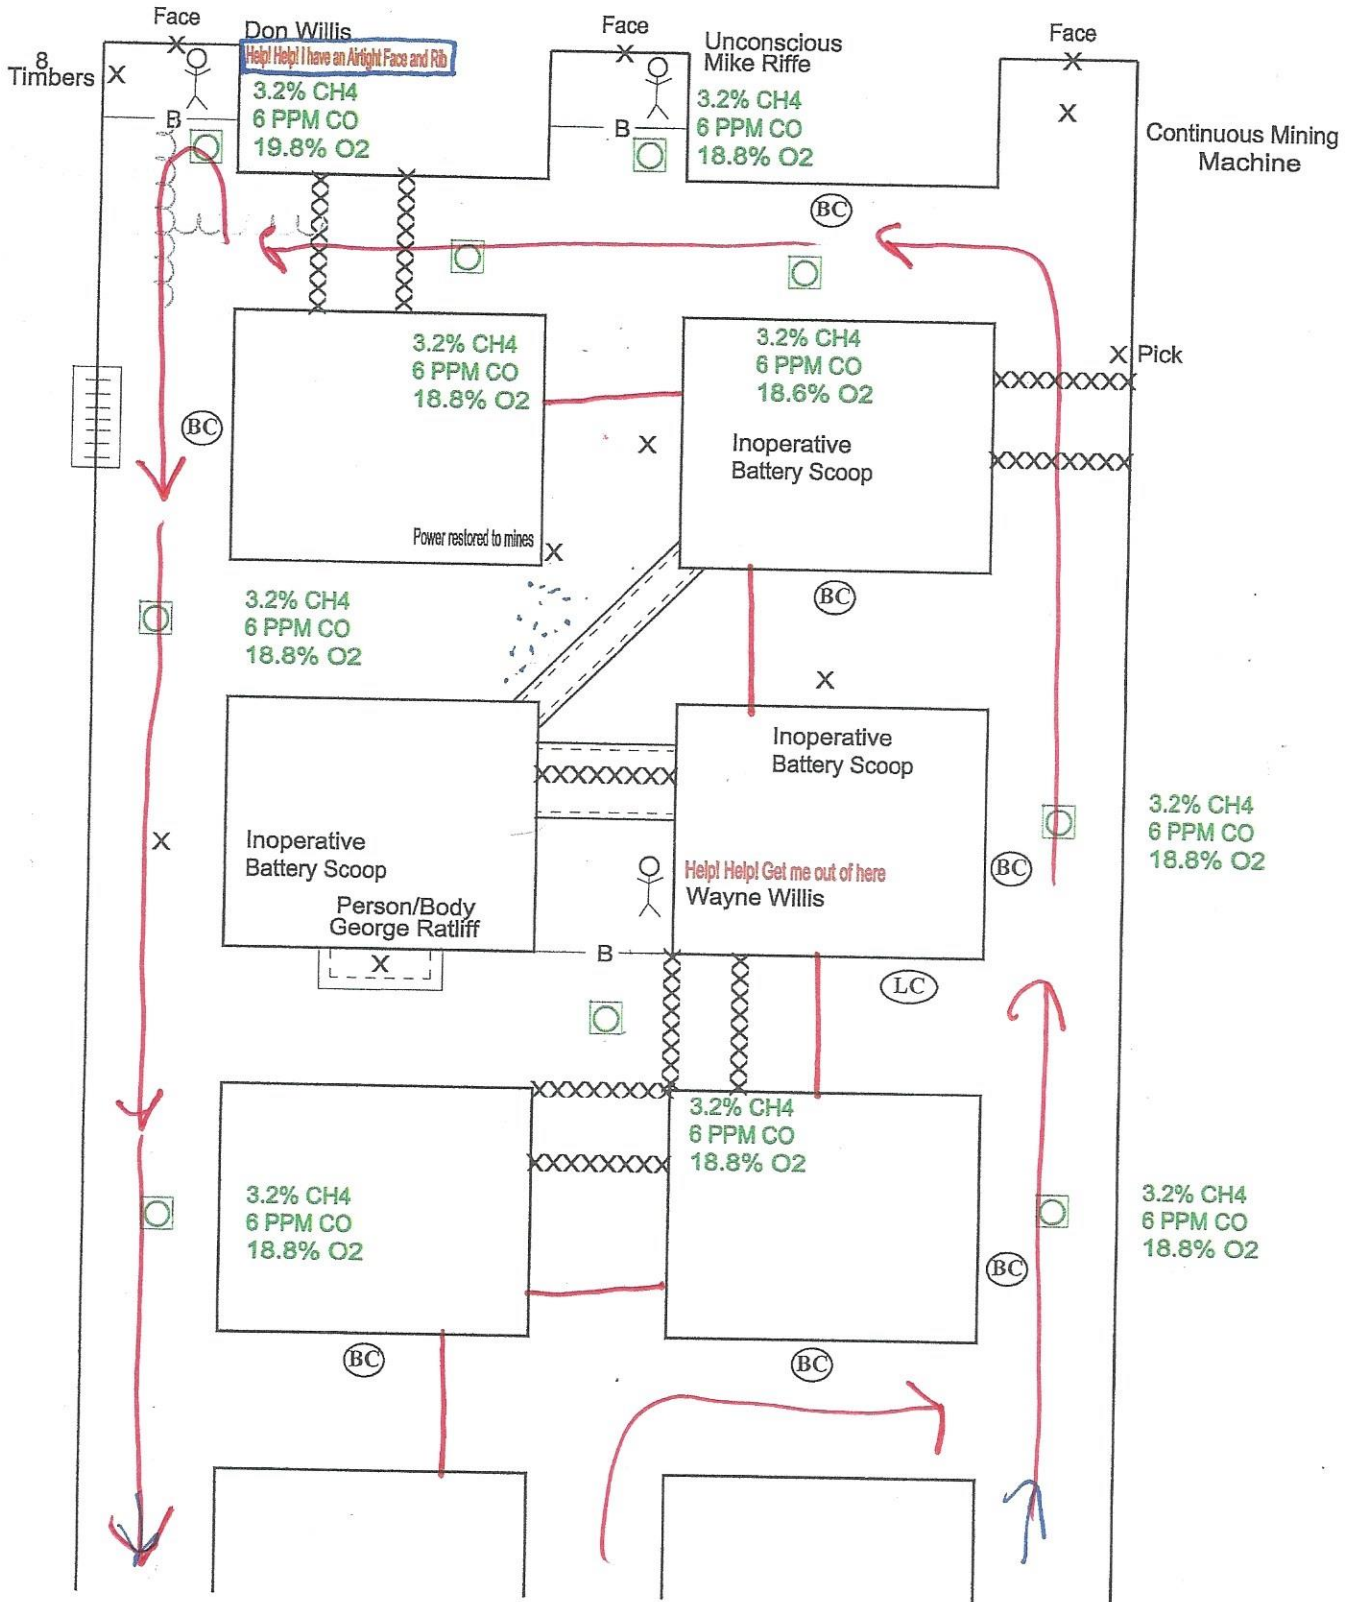 Face
Don Willis
Help! Help! I have an Airtight Face and Rib
Face
Unconscious
Mike Riffe
Face
8
Timbers
X
3.2% CH4
6 PPM CO
19.8% O2
B
3.2% CH4
6 PPM CO
18.8% O2
B
X
Continuous Mining
Machine
BC
3.2% CH4
6 PPM CO
18.8% O2
3.2% CH4
6 PPM CO
18.6% O2
X Pick
BC
X
Inoperative
Battery Scoop
Power restored to mines
X
3.2% CH4
6 PPM CO
18.8% O2
BC
X
Inoperative
Battery Scoop
3.2% CH4
6 PPM CO
18.8% O2
X
Inoperative
Battery Scoop
Help! Help! Get me out of here
Wayne Willis
BC
Person/Body
George Ratliff
X
B
LC
3.2% CH4
6 PPM CO
18.8% O2
3.2% CH4
6 PPM CO
18.8% O2
3.2% CH4
6 PPM CO
18.8% O2
BC
BC
BC